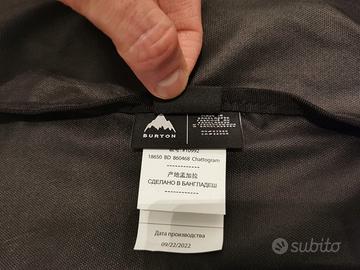 BURTON
18650 BD 860468 Chattogram
产地孟加拉
СДЕЛАНО В БАНГЛАДЕШ
Дата производства
09/22/2022
subito